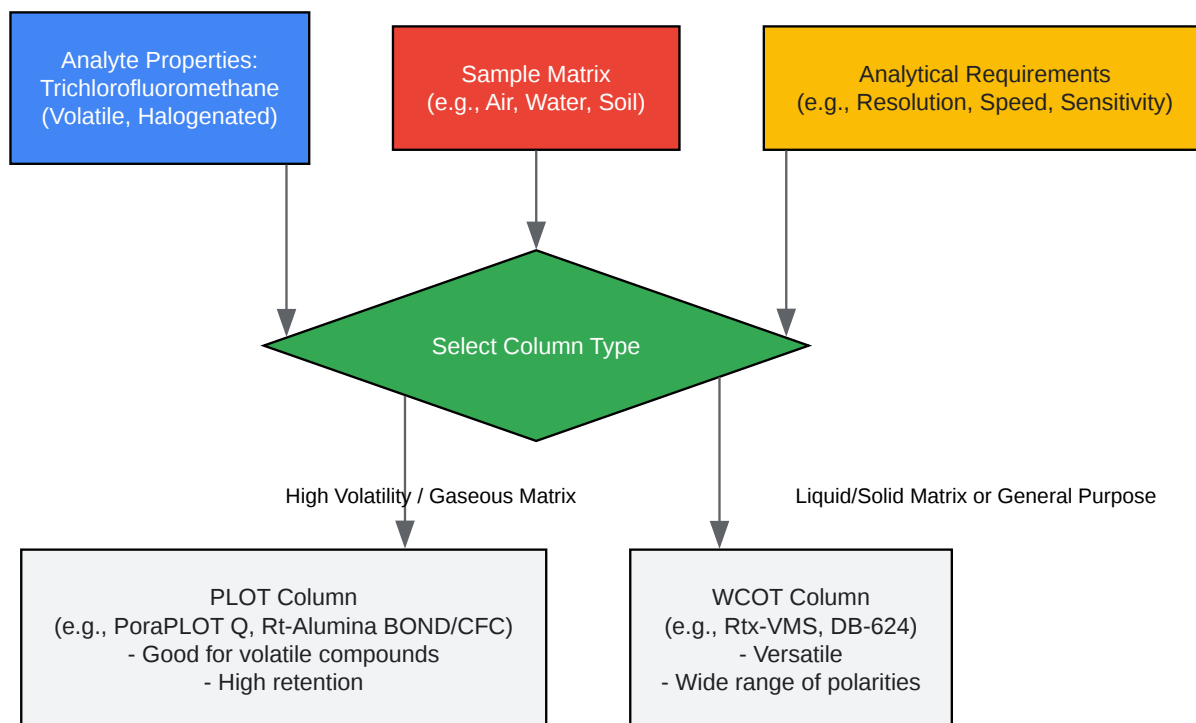 Analyte Properties:
Trichlorofluoromethane
(Volatile, Halogenated)
Sample Matrix
(e.g., Air, Water, Soil)
Analytical Requirements
(e.g., Resolution, Speed, Sensitivity)
Select Column Type
High Volatility / Gaseous Matrix
Liquid/Solid Matrix or General Purpose
PLOT Column
(e.g., PoraPLOT Q, Rt-Alumina BOND/CFC)
- Good for volatile compounds
- High retention
WCOT Column
(e.g., Rtx-VMS, DB-624)
- Versatile
- Wide range of polarities